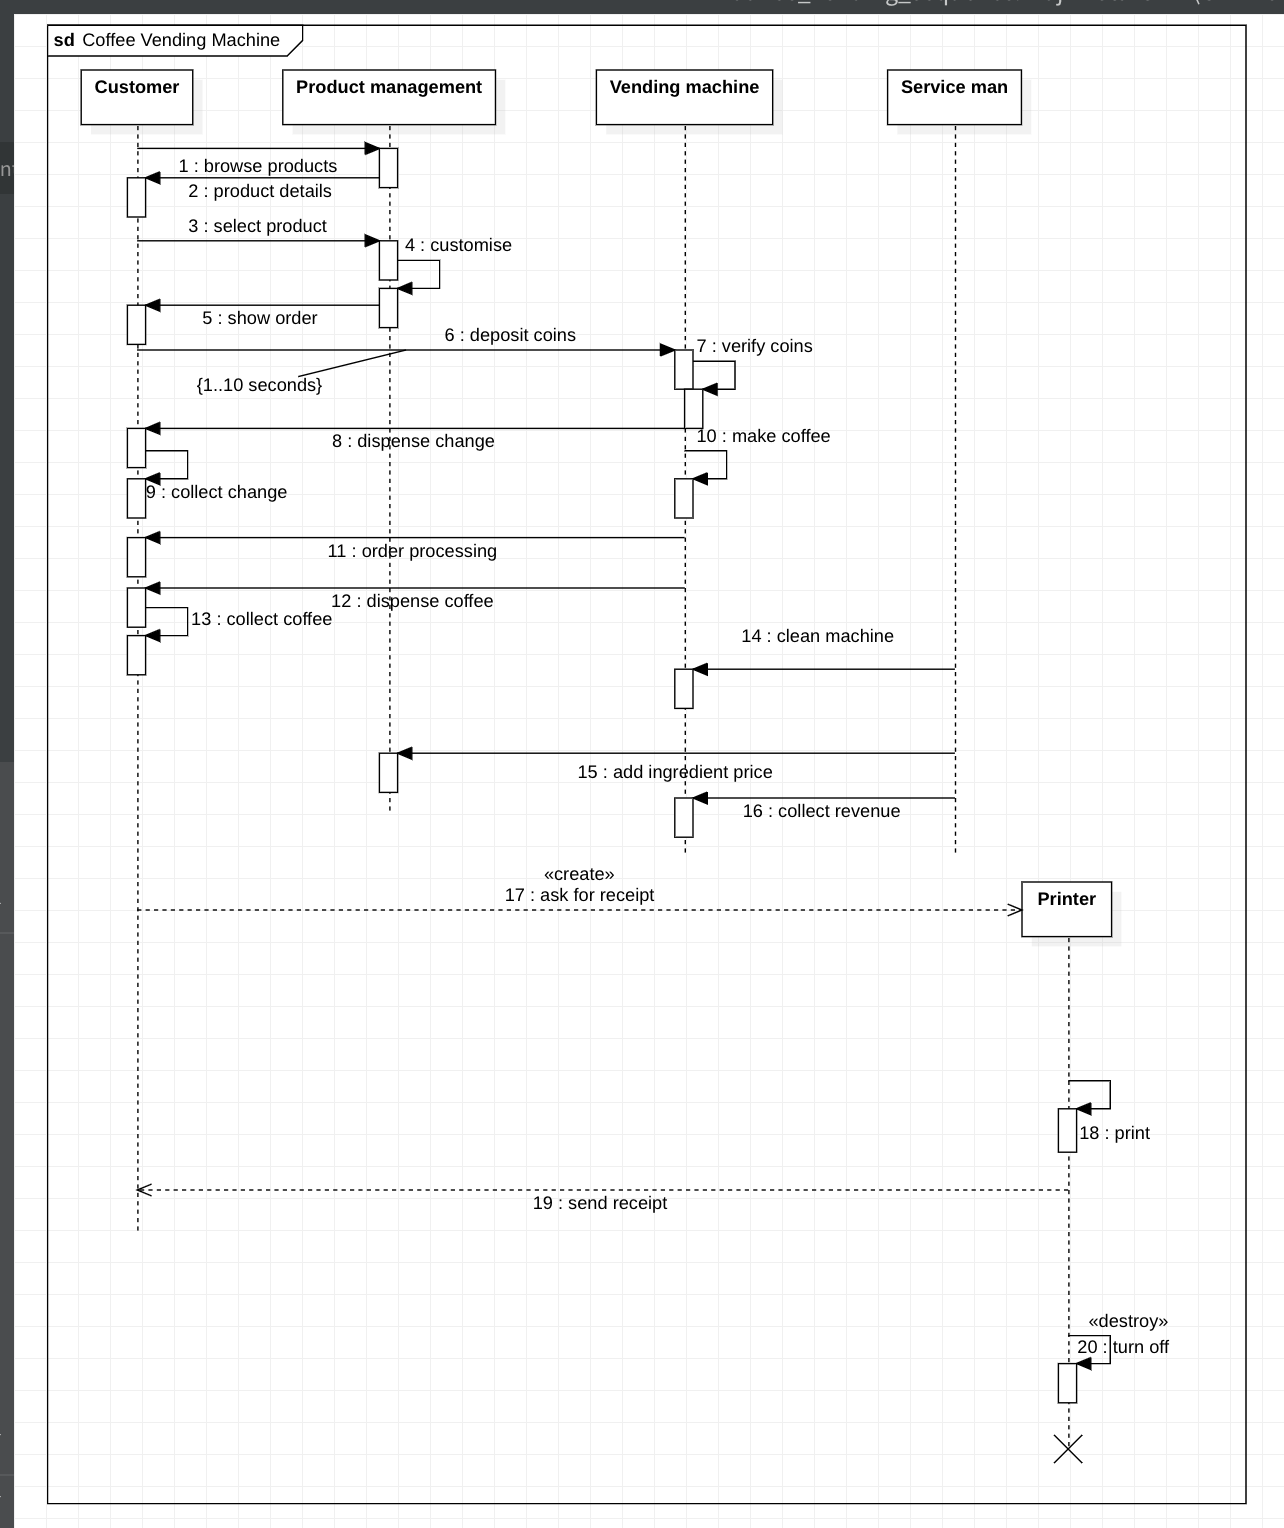 sd Coffee Vending Machine
Customer
Product management
Vending machine
Service man
1 : browse products
2 : product details
3 : select product
4 : customise
5 : show order
6 : deposit coins
7 : verify coins
{1..10 seconds}
8 : dispense change
10 : make coffee
9 : collect change
11 : order processing
12 : dispense coffee
13 : collect coffee
14 : clean machine
15 : add ingredient price
16 : collect revenue
«create»
17 : ask for receipt
Printer
18 : print
19 : send receipt
«destroy»
20 : turn off